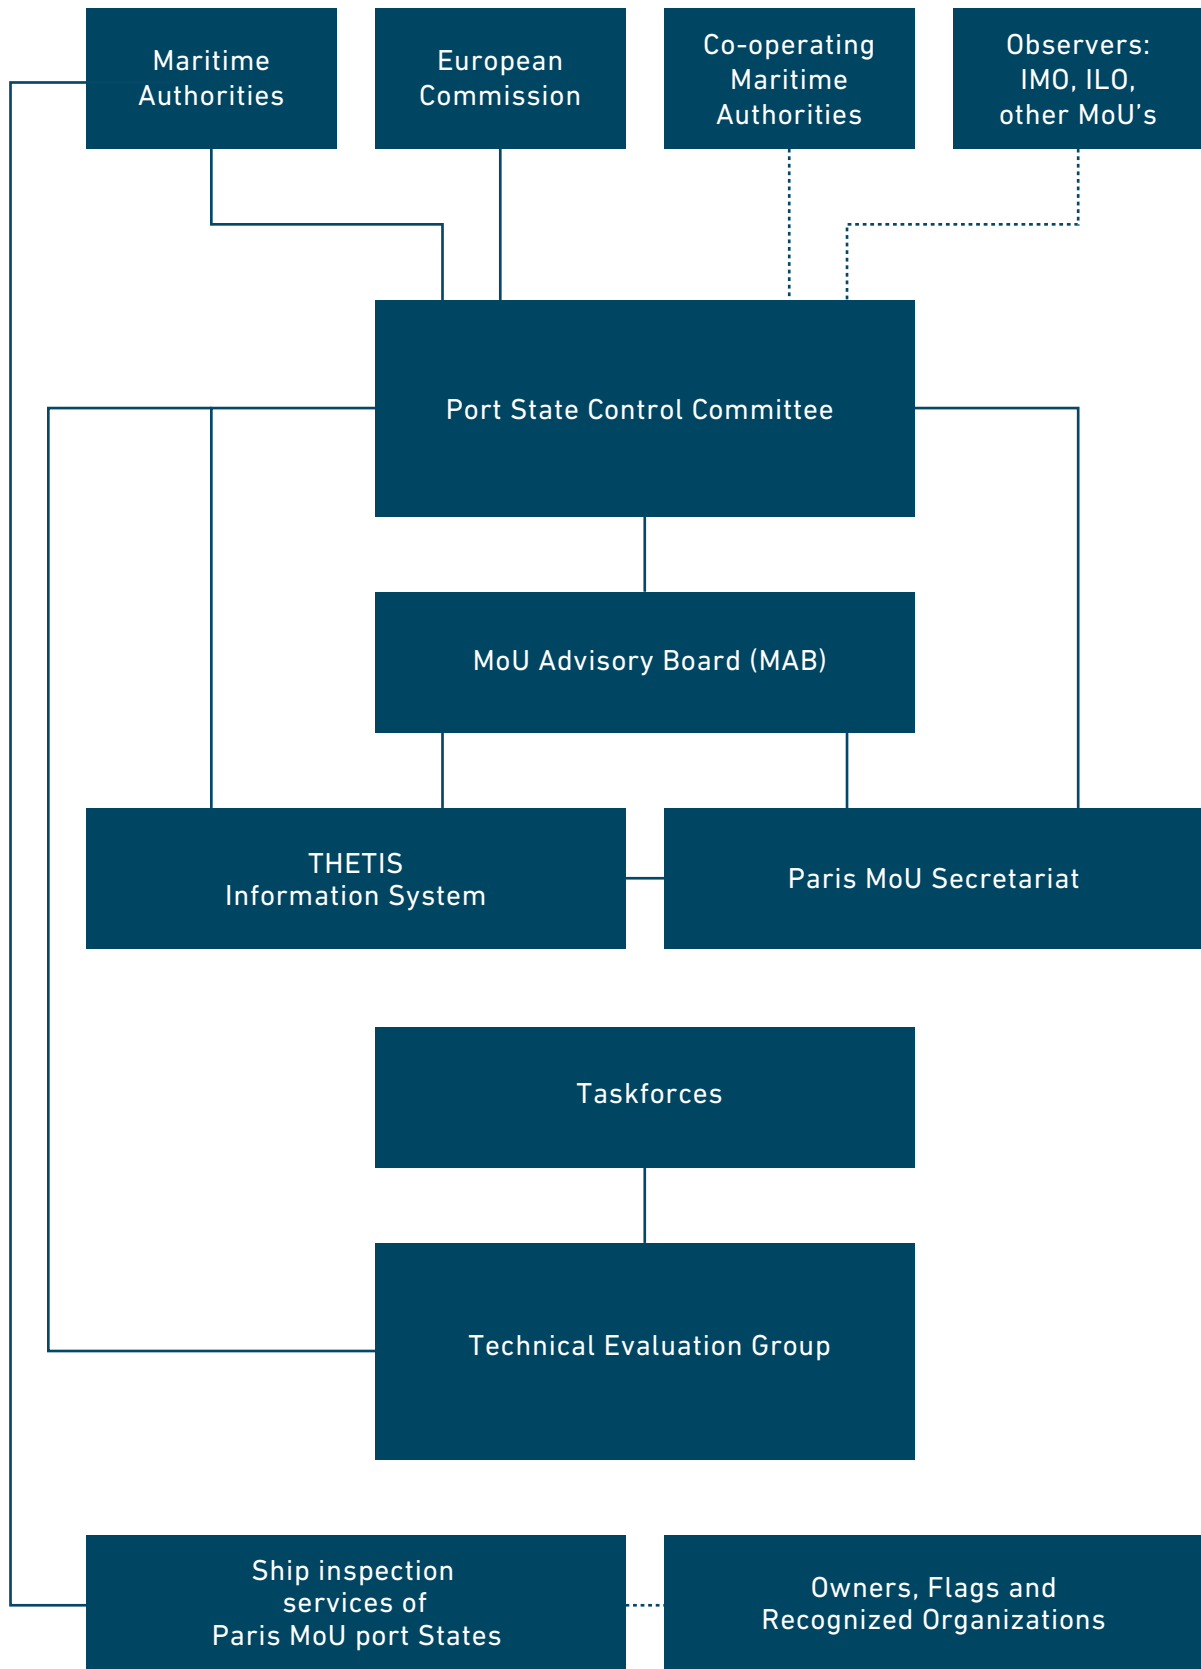 Maritime
Authorities
European
Commission
Co-operating
Maritime
Authorities
Observers:
IMO, ILO,
other MoU’s
Port State Control Committee
MoU Advisory Board (MAB)
THETIS
Information System
Paris MoU Secretariat
Taskforces
Technical Evaluation Group
Ship inspection
services of
Paris MoU port States
Owners, Flags and
Recognized Organizations